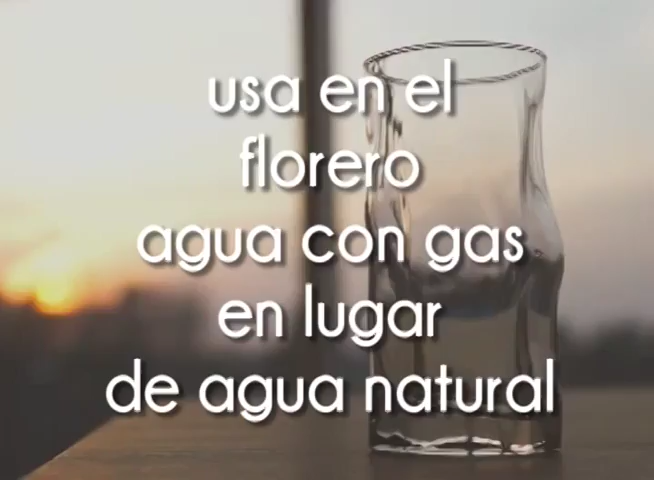 usa en el
florero
agua con gas
en lugar
de agua natural